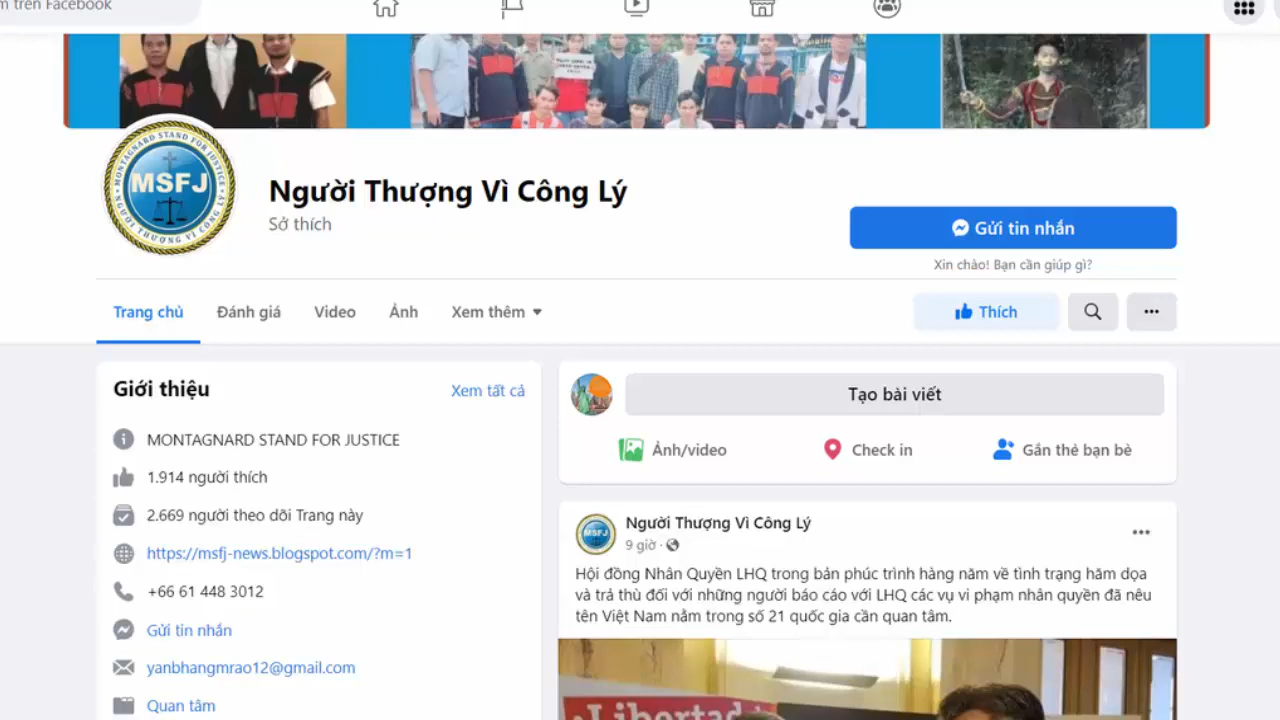 m trên Facebook
MONTAGNARD STAND FOR JUSTICE
MSFJ
NGƯỜI THƯỢNG VÌ CÔNG LÝ
Người Thượng Vì Công Lý
Sở thích
Gửi tin nhắn
Xin chào! Bạn cần giúp gì?
Trang chủ
Đánh giá
Video
Ảnh
Xem thêm
Thích
Giới thiệu
Xem tất cả
MONTAGNARD STAND FOR JUSTICE
1.914 người thích
2.669 người theo dõi Trang này
https://msfj-news.blogspot.com/?m=1
+66 61 448 3012
Gửi tin nhắn
yanbhangmrao12@gmail.com
Quan tâm
Tạo bài viết
Ảnh/video
Check in
Gắn thẻ bạn bè
MSFJ
Người Thượng Vì Công Lý
9 giờ ·
Hội đồng Nhân Quyền LHQ trong bản phúc trình hàng năm về tình trạng hăm dọa
và trả thù đối với những người báo cáo với LHQ các vụ vi phạm nhân quyền đã nêu
tên Việt Nam nằm trong số 21 quốc gia cần quan tâm.
Libertad